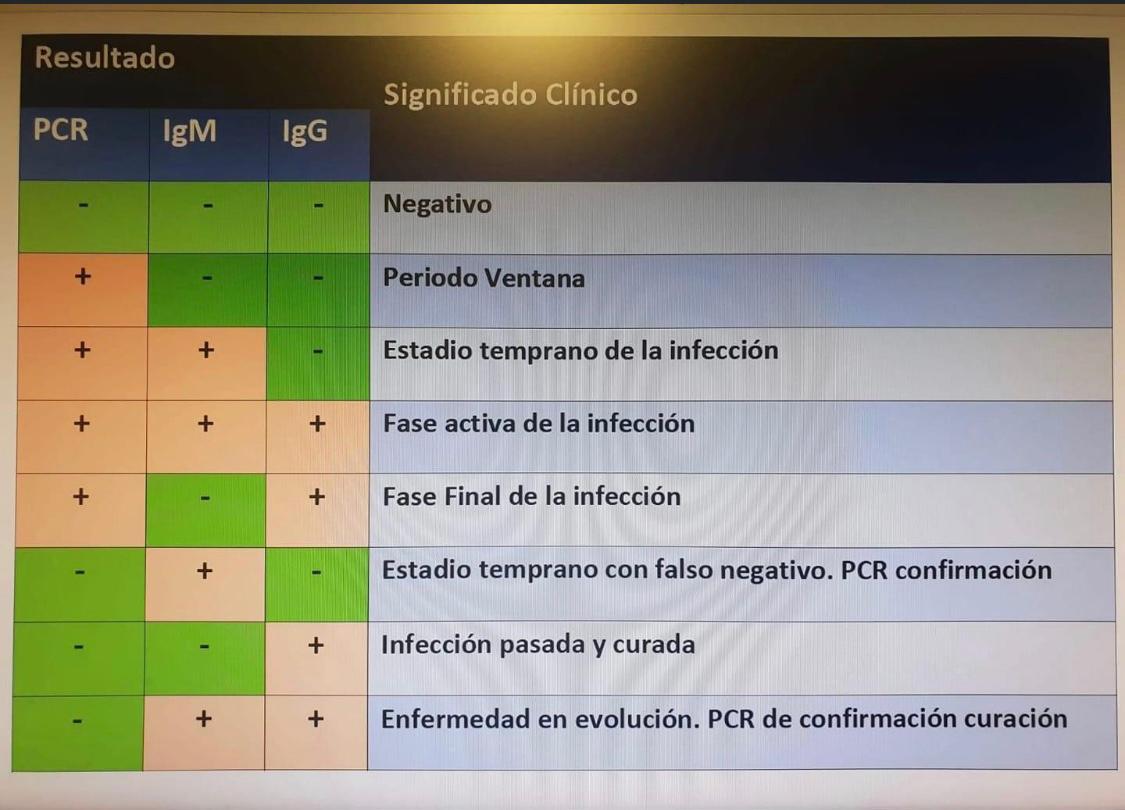 Resultado
Significado Clínico
PCR IgM IgG
- - - Negativo
+ - - Periodo Ventana
+ + - Estadio temprano de la infección
+ + + Fase activa de la infección
+ - + Fase Final de la infección
- + - Estadio temprano con falso negativo. PCR confirmación
- - + Infección pasada y curada
- + + Enfermedad en evolución. PCR de confirmación curación